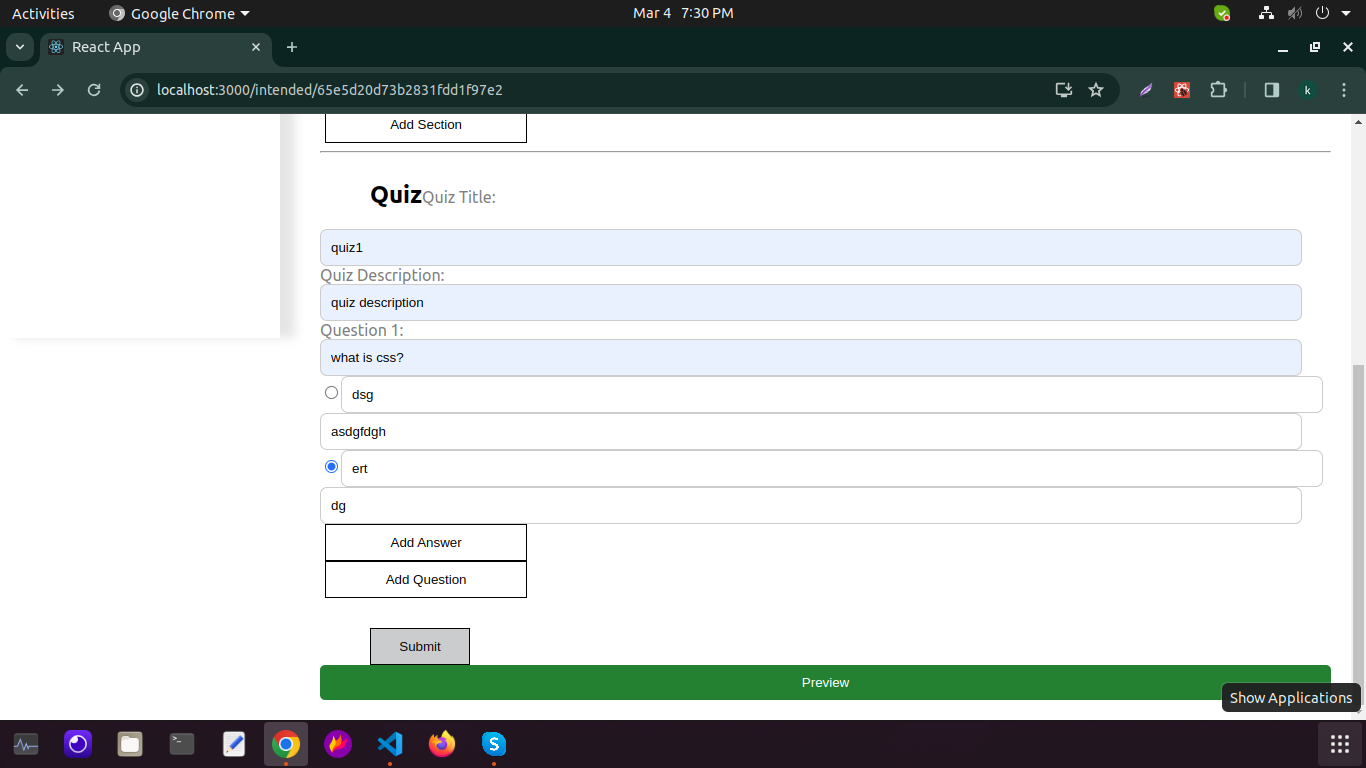 Activities Google Chrome Mar 4 7:30 PM
React App
localhost:3000/intended/65e5d20d73b2831fdd1f97e2 k
Add Section
QuizQuiz Title:
quiz1
Quiz Description:
quiz description
Question 1:
what is css?
dsg
asdgfdgh
ert
dg
Add Answer
Add Question
Submit
Preview
Show Applications